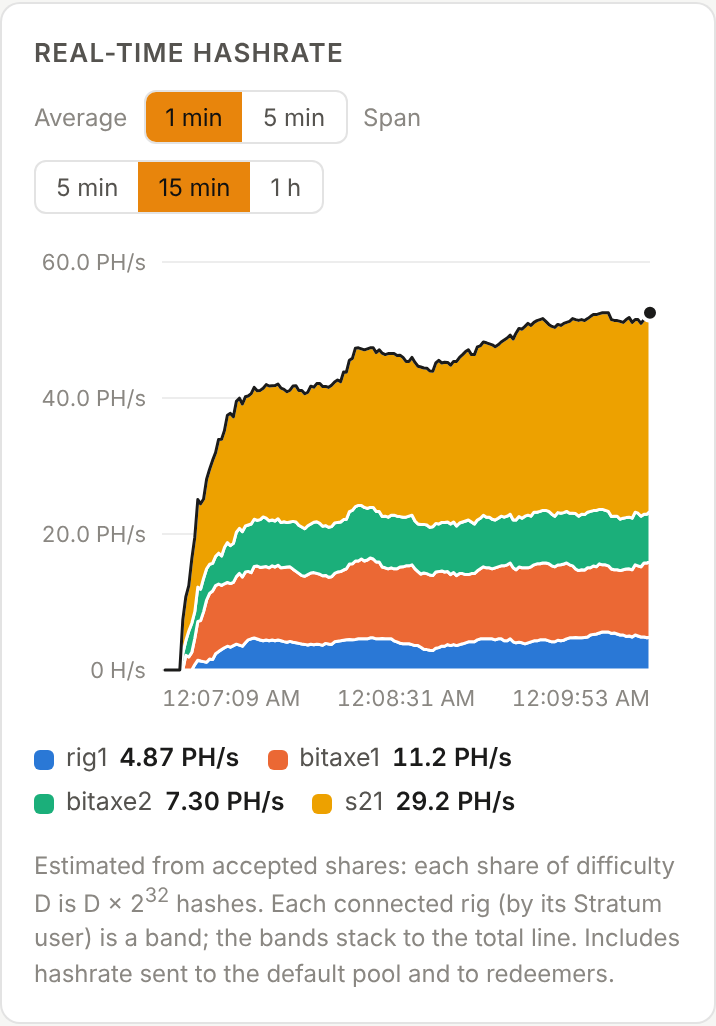 REAL-TIME HASHRATE
Average 1 min 5 min Span
5 min 15 min 1 h
60.0 PH/s
40.0 PH/s
20.0 PH/s
0 H/s
12:07:09 AM 12:08:31 AM 12:09:53 AM
rig1 4.87 PH/s bitaxe1 11.2 PH/s
bitaxe2 7.30 PH/s s21 29.2 PH/s
Estimated from accepted shares: each share of difficulty
D is D × 2³² hashes. Each connected rig (by its Stratum
user) is a band; the bands stack to the total line. Includes
hashrate sent to the default pool and to redeemers.